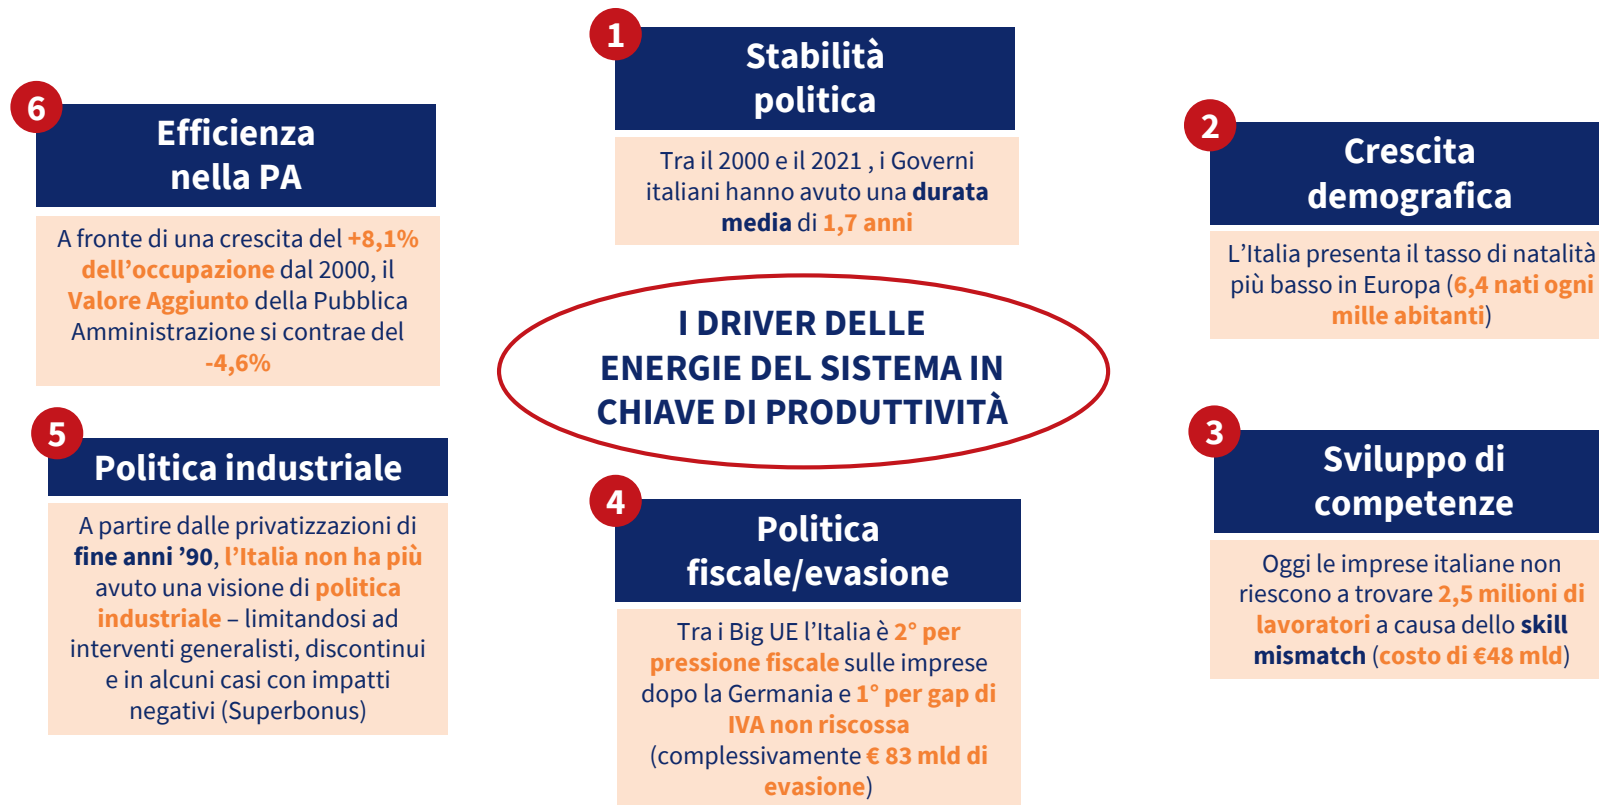 1
Stabilità
politica
Tra il 2000 e il 2021 , i Governi
italiani hanno avuto una durata
media di 1,7 anni
2
Crescita
demografica
L’Italia presenta il tasso di natalità
più basso in Europa (6,4 nati ogni
mille abitanti)
3
Sviluppo di
competenze
Oggi le imprese italiane non
riescono a trovare 2,5 milioni di
lavoratori a causa dello skill
mismatch (costo di €48 mld)
4
Politica
fiscale/evasione
Tra i Big UE l’Italia è 2° per
pressione fiscale sulle imprese
dopo la Germania e 1° per gap di
IVA non riscossa
(complessivamente € 83 mld di
evasione)
5
Politica industriale
A partire dalle privatizzazioni di
fine anni ’90, l’Italia non ha più
avuto una visione di politica
industriale – limitandosi ad
interventi generalisti, discontinui
e in alcuni casi con impatti
negativi (Superbonus)
6
Efficienza
nella PA
A fronte di una crescita del +8,1%
dell’occupazione dal 2000, il
Valore Aggiunto della Pubblica
Amministrazione si contrae del
-4,6%
I DRIVER DELLE
ENERGIE DEL SISTEMA IN
CHIAVE DI PRODUTTIVITÀ